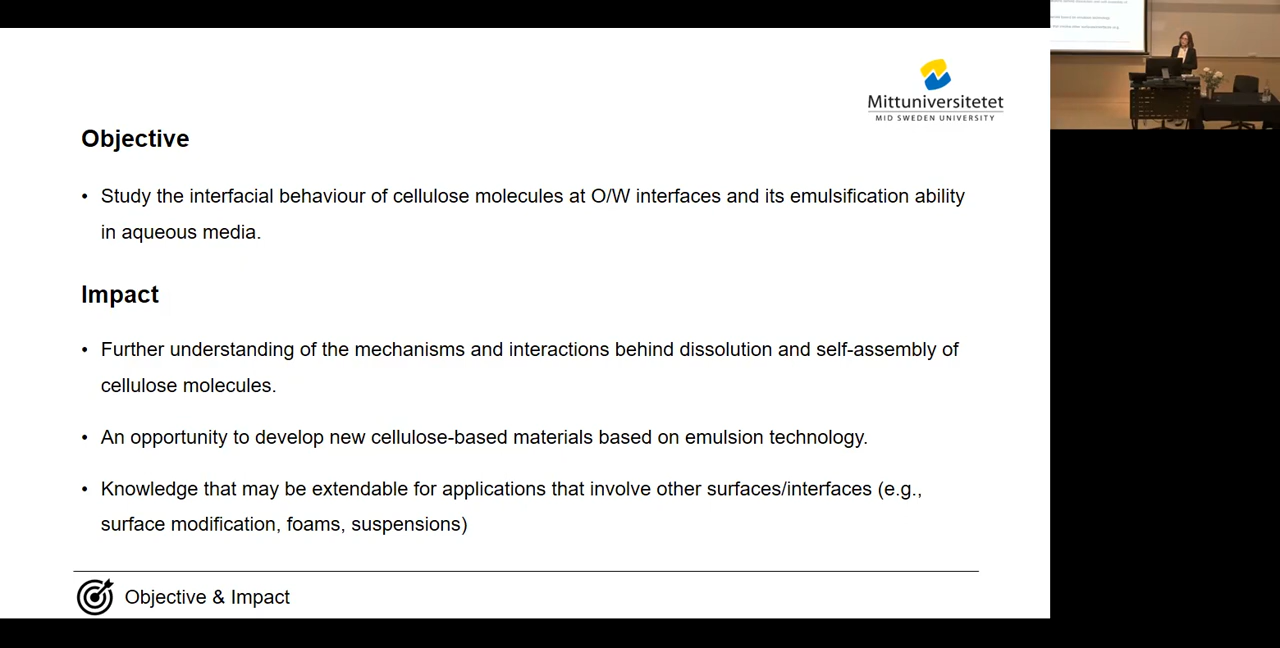 Mittuniversitetet
MID SWEDEN UNIVERSITY
Objective
• Study the interfacial behaviour of cellulose molecules at O/W interfaces and its emulsification ability
in aqueous media.
Impact
• Further understanding of the mechanisms and interactions behind dissolution and self-assembly of
cellulose molecules.
• An opportunity to develop new cellulose-based materials based on emulsion technology.
• Knowledge that may be extendable for applications that involve other surfaces/interfaces (e.g.,
surface modification, foams, suspensions)
Objective & Impact